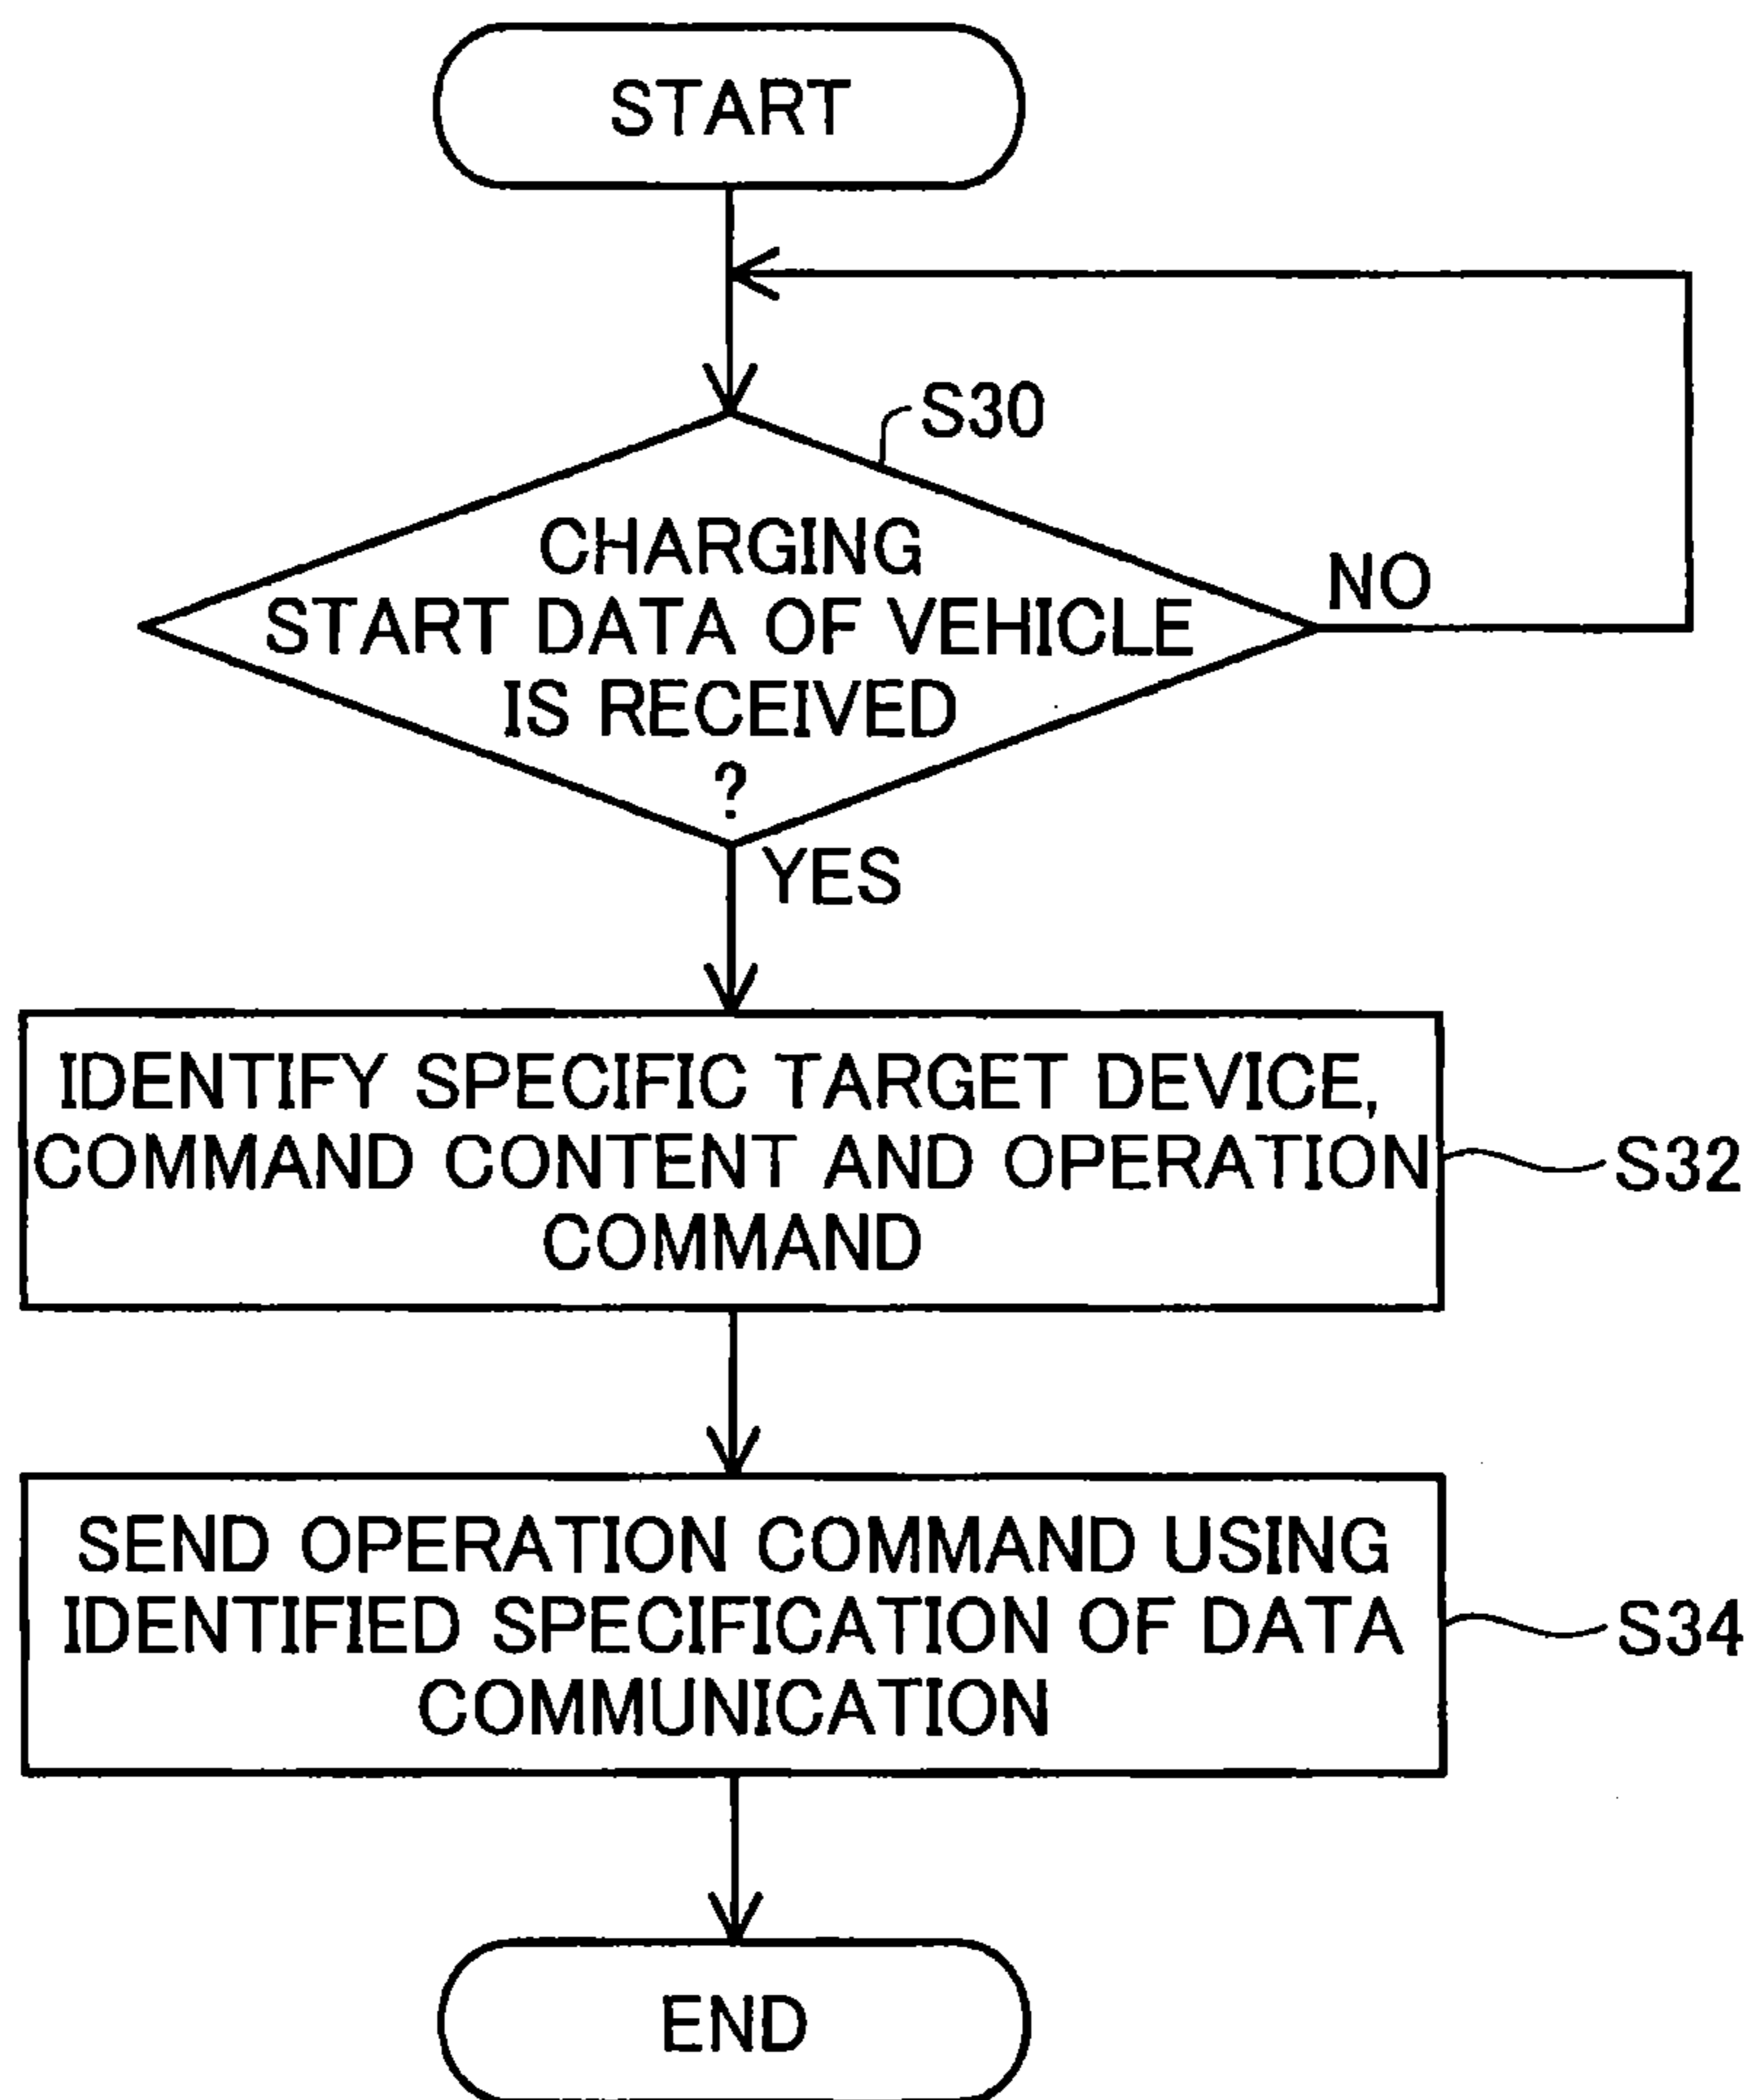 START
S30
CHARGING
START DATA OF VEHICLE
IS RECEIVED
?
NO
YES
IDENTIFY SPECIFIC TARGET DEVICE,
COMMAND CONTENT AND OPERATION
COMMAND
S32
SEND OPERATION COMMAND USING
IDENTIFIED SPECIFICATION OF DATA
COMMUNICATION
S34
END